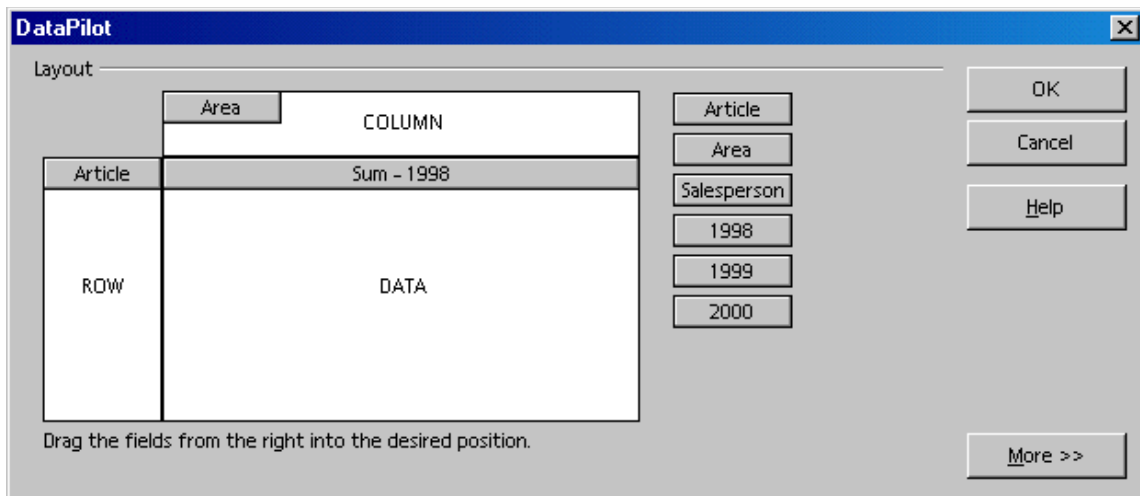 DataPilot
Layout
Area
COLUMN
Article
Sum - 1998
ROW
DATA
Drag the fields from the right into the desired position.
Article
Area
Salesperson
1998
1999
2000
OK
Cancel
Help
More >>